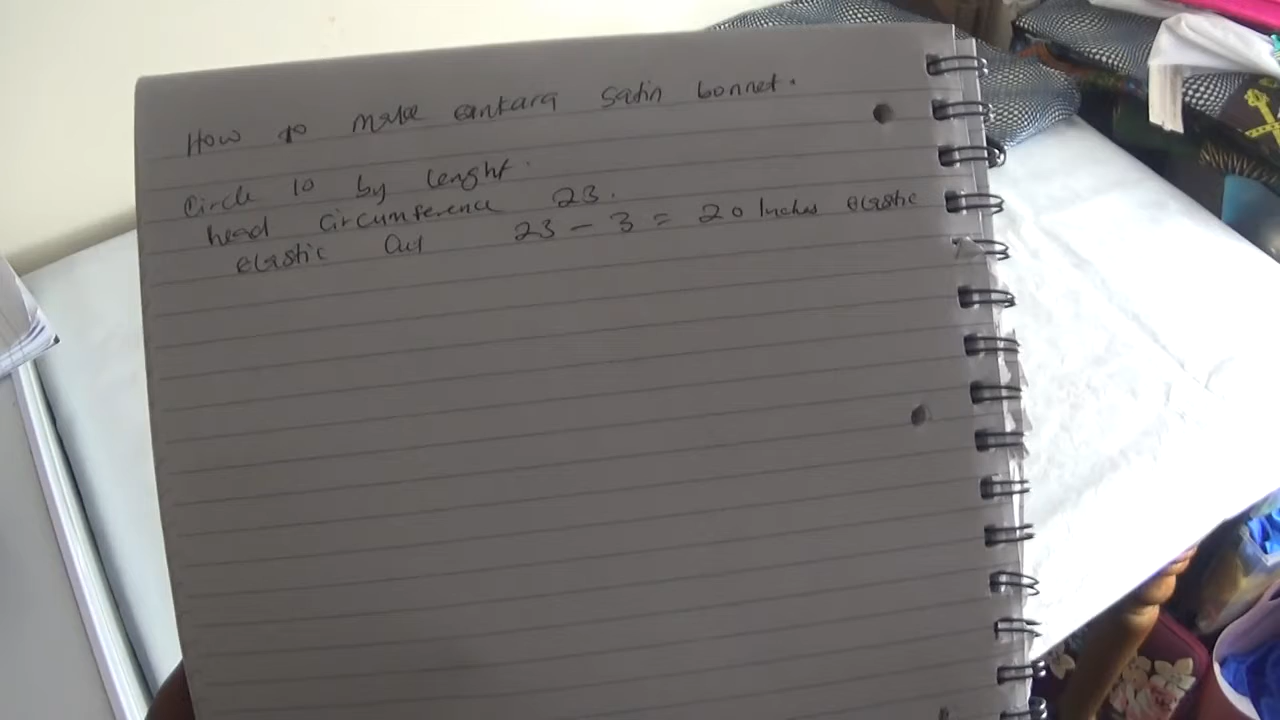 How to make ankara satin bonnet.
Circle 10 by lenght.
head circumference 23.
elastic cut 23 - 3 = 20 Inches elastic